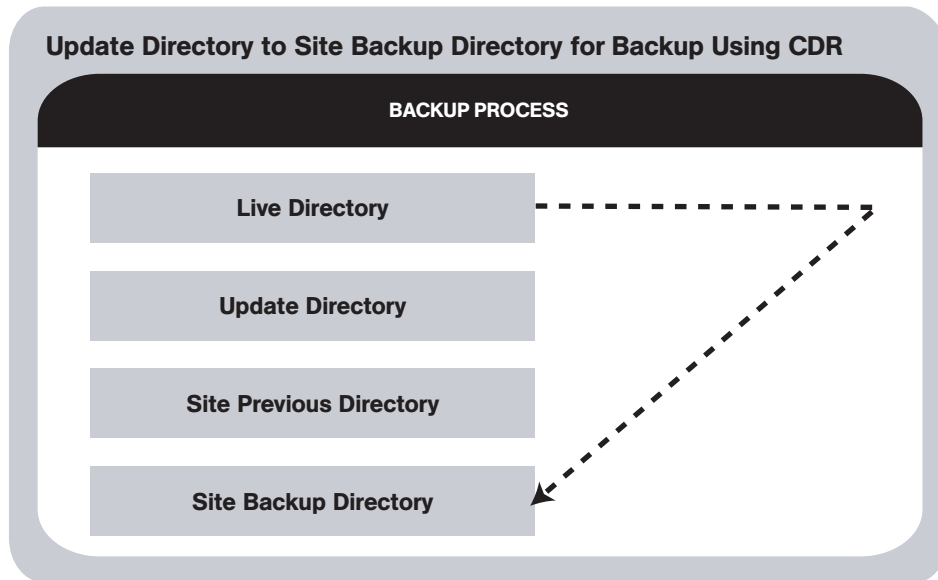 Update Directory to Site Backup Directory for Backup Using CDR
BACKUP PROCESS
Live Directory
Update Directory
Site Previous Directory
Site Backup Directory